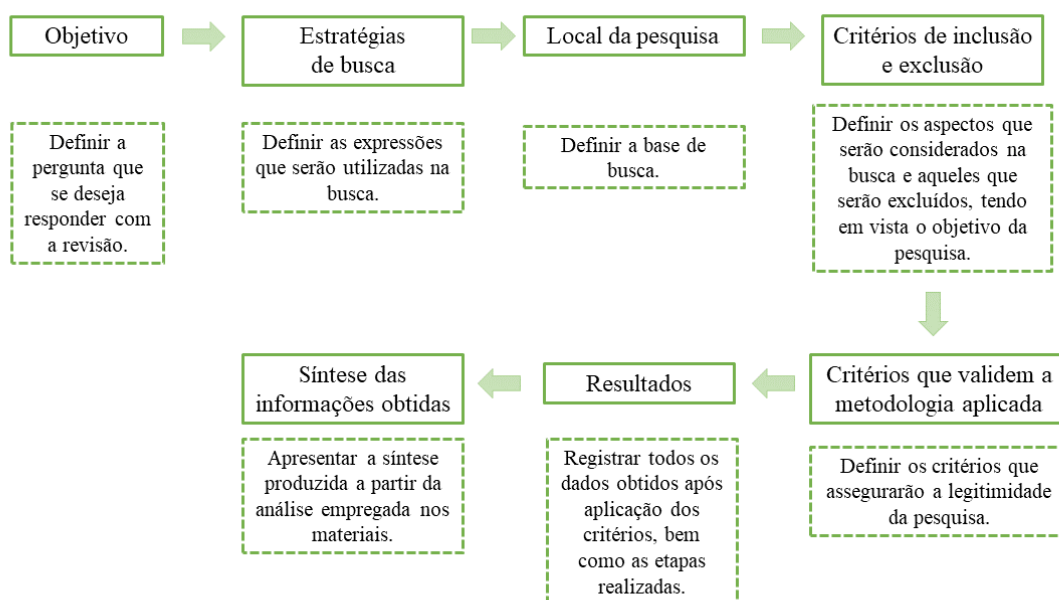 Objetivo
Definir a
pergunta que
se deseja
responder com
a revisão.
Estratégias
de busca
Definir as expressões
que serão utilizadas na
busca.
Local da pesquisa
Definir a base de
busca.
Critérios de inclusão
e exclusão
Definir os aspectos que
serão considerados na
busca e aqueles que
serão excluídos, tendo
em vista o objetivo da
pesquisa.
Critérios que validem a
metodologia aplicada
Definir os critérios que
assegurarão a legitimidade
da pesquisa.
Resultados
Registrar todos os
dados obtidos após
aplicação dos
critérios, bem
como as etapas
realizadas.
Síntese das
informações obtidas
Apresentar a síntese
produzida a partir da
análise empregada nos
materiais.